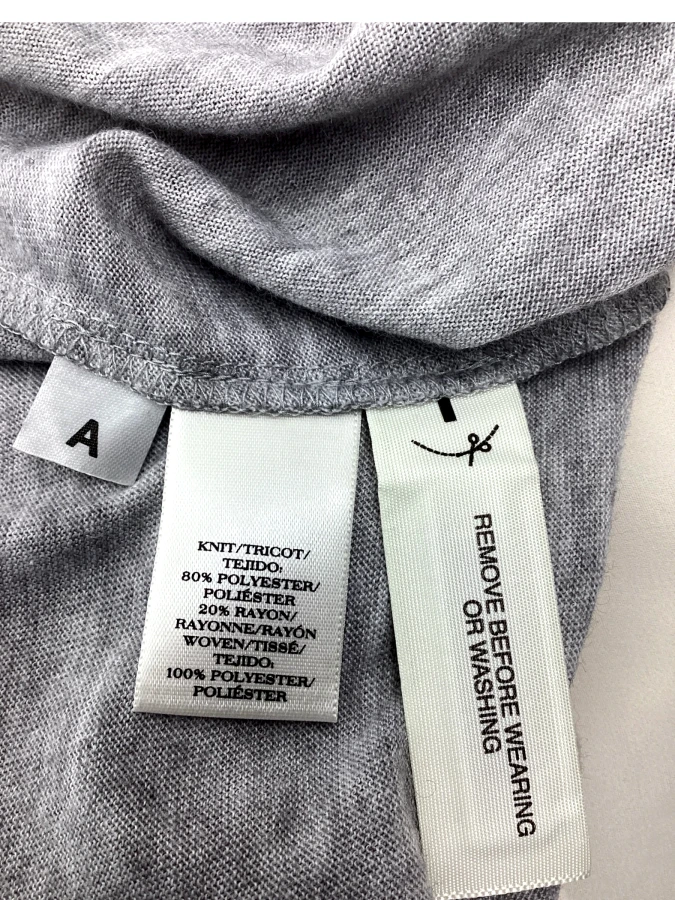 A
KNIT/TRICOT/
TEJIDO:
80% POLYESTER/
POLIÉSTER
20% RAYON/
RAYONNE/RAYÓN
WOVEN/TISSÉ/
TEJIDO:
100% POLYESTER/
POLIÉSTER
REMOVE BEFORE WEARING
OR WASHING